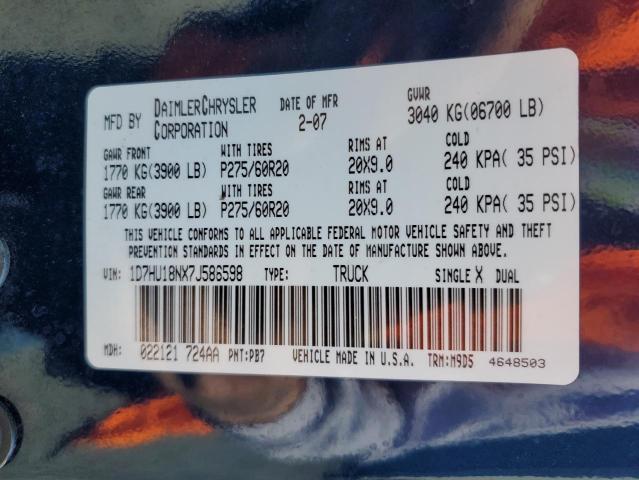 MFD BY DAIMLERCHRYSLER CORPORATION DATE OF MFR 2-07 GVWR 3040 KG(06700 LB)
GAWR FRONT WITH TIRES RIMS AT COLD
1770 KG(3900 LB) P275/60R20 20X9.0 240 KPA( 35 PSI)
GAWR REAR WITH TIRES RIMS AT COLD
1770 KG(3900 LB) P275/60R20 20X9.0 240 KPA( 35 PSI)
THIS VEHICLE CONFORMS TO ALL APPLICABLE FEDERAL MOTOR VEHICLE SAFETY AND THEFT
PREVENTION STANDARDS IN EFFECT ON THE DATE OF MANUFACTURE SHOWN ABOVE.
VIN: 1D7HU18NX7J586598 TYPE: TRUCK SINGLE X DUAL
MDH: 022121 724AA PNT:PB7 VEHICLE MADE IN U.S.A. TRM:M9D5 4648503